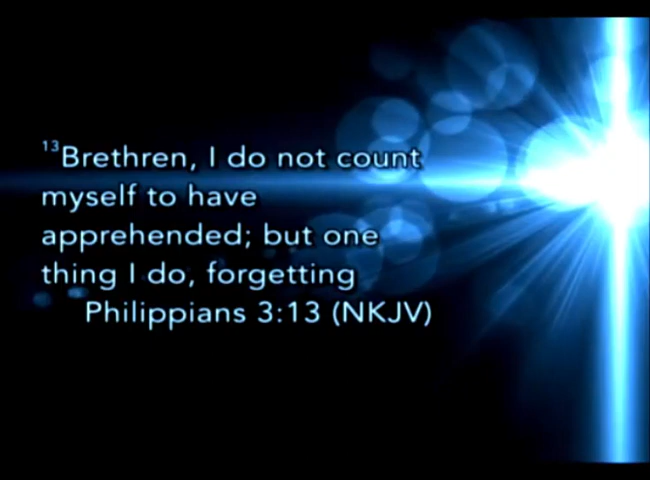 13Brethren, I do not count
myself to have
apprehended; but one
thing I do, forgetting
Philippians 3:13 (NKJV)